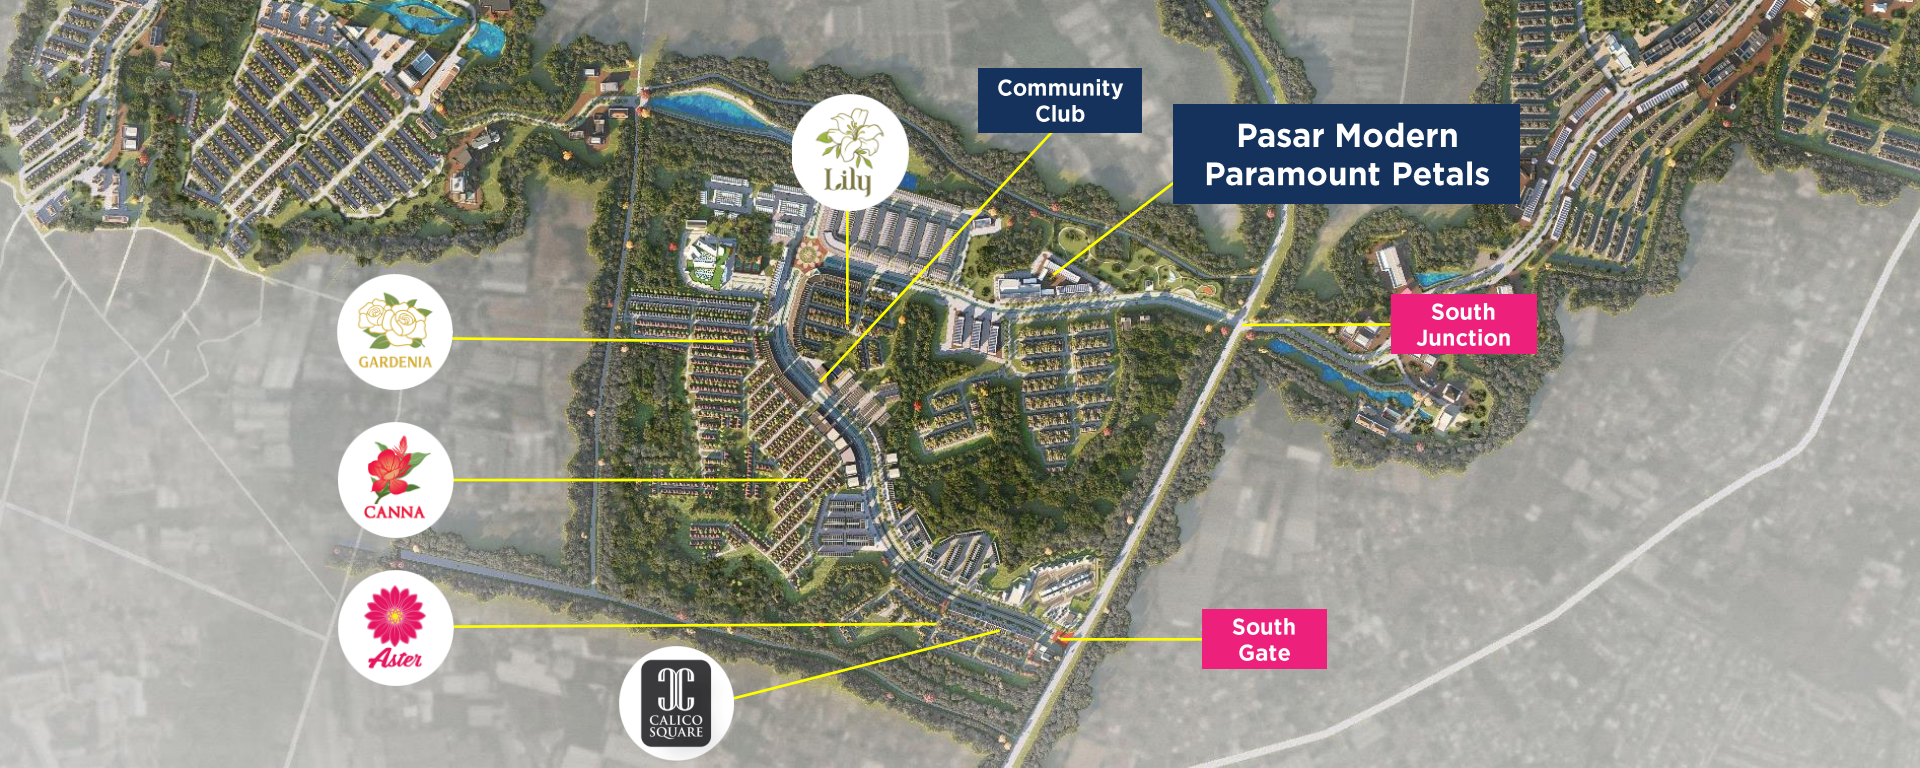 Community
Club
Pasar Modern
Paramount Petals
Lily
South
Junction
GARDENIA
CANNA
Aster
South
Gate
CALICO
SQUARE